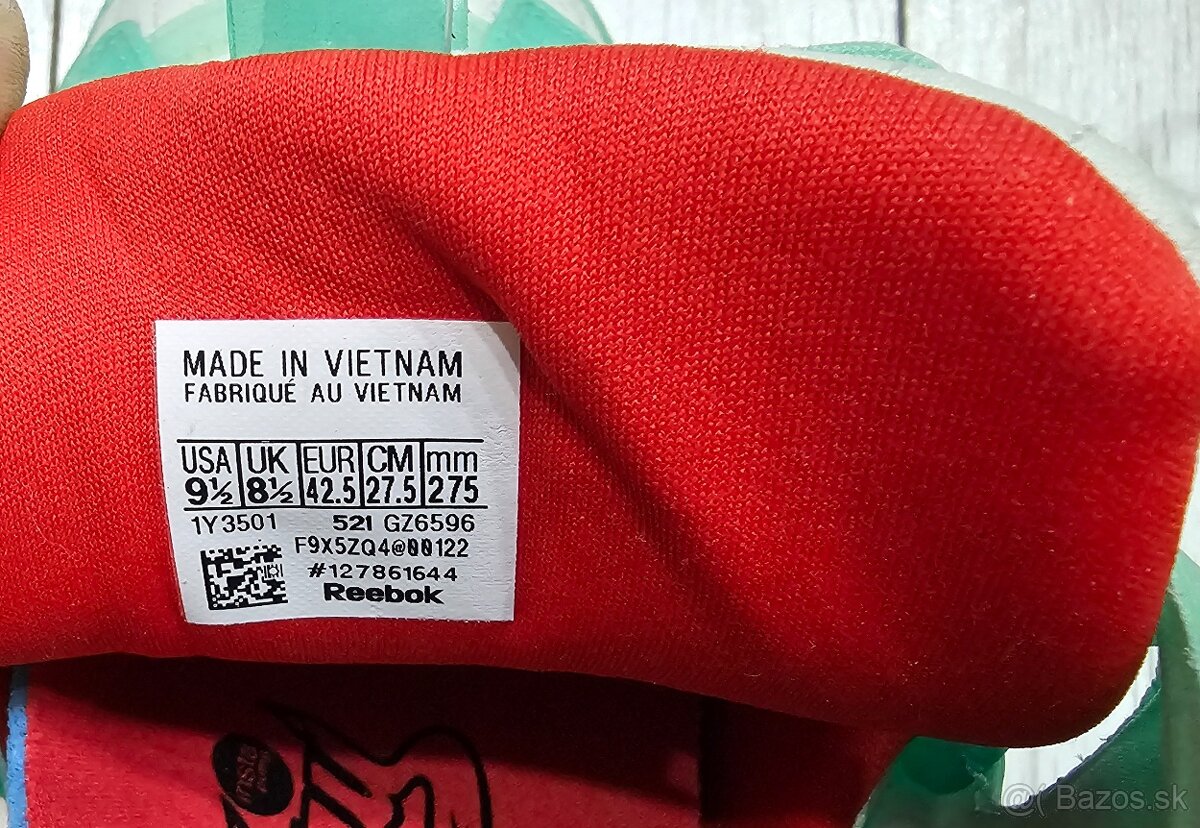 MADE IN VIETNAM
FABRIQUÉ AU VIETNAM
USA UK EUR CM mm
9½ 8½ 42.5 27.5 275
1Y3501 521 GZ6596
F9X5ZQ4@00122
#127861644
Reebok
insta
@( Bazos.sk